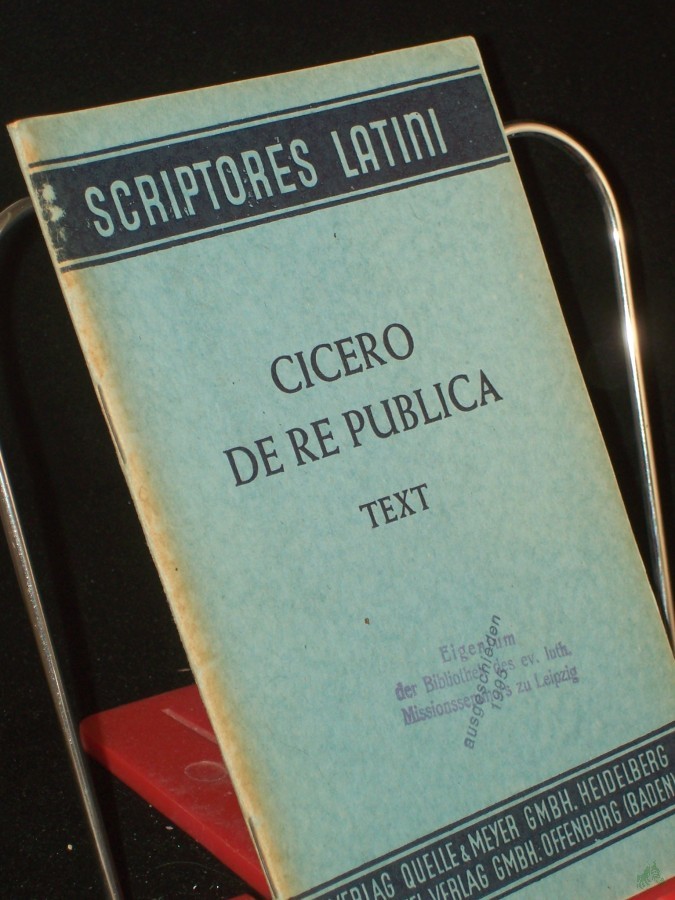 SCRIPTORES LATINI
CICERO
DE RE PUBLICA
TEXT
Eigentum
der Bibliothek des ev. luth.
Missionsseminars zu Leipzig
ausgeschieden
1995
VERLAG QUELLE & MEYER GMBH. HEIDELBERG
VERLAG GMBH. OFFENBURG (BADEN)